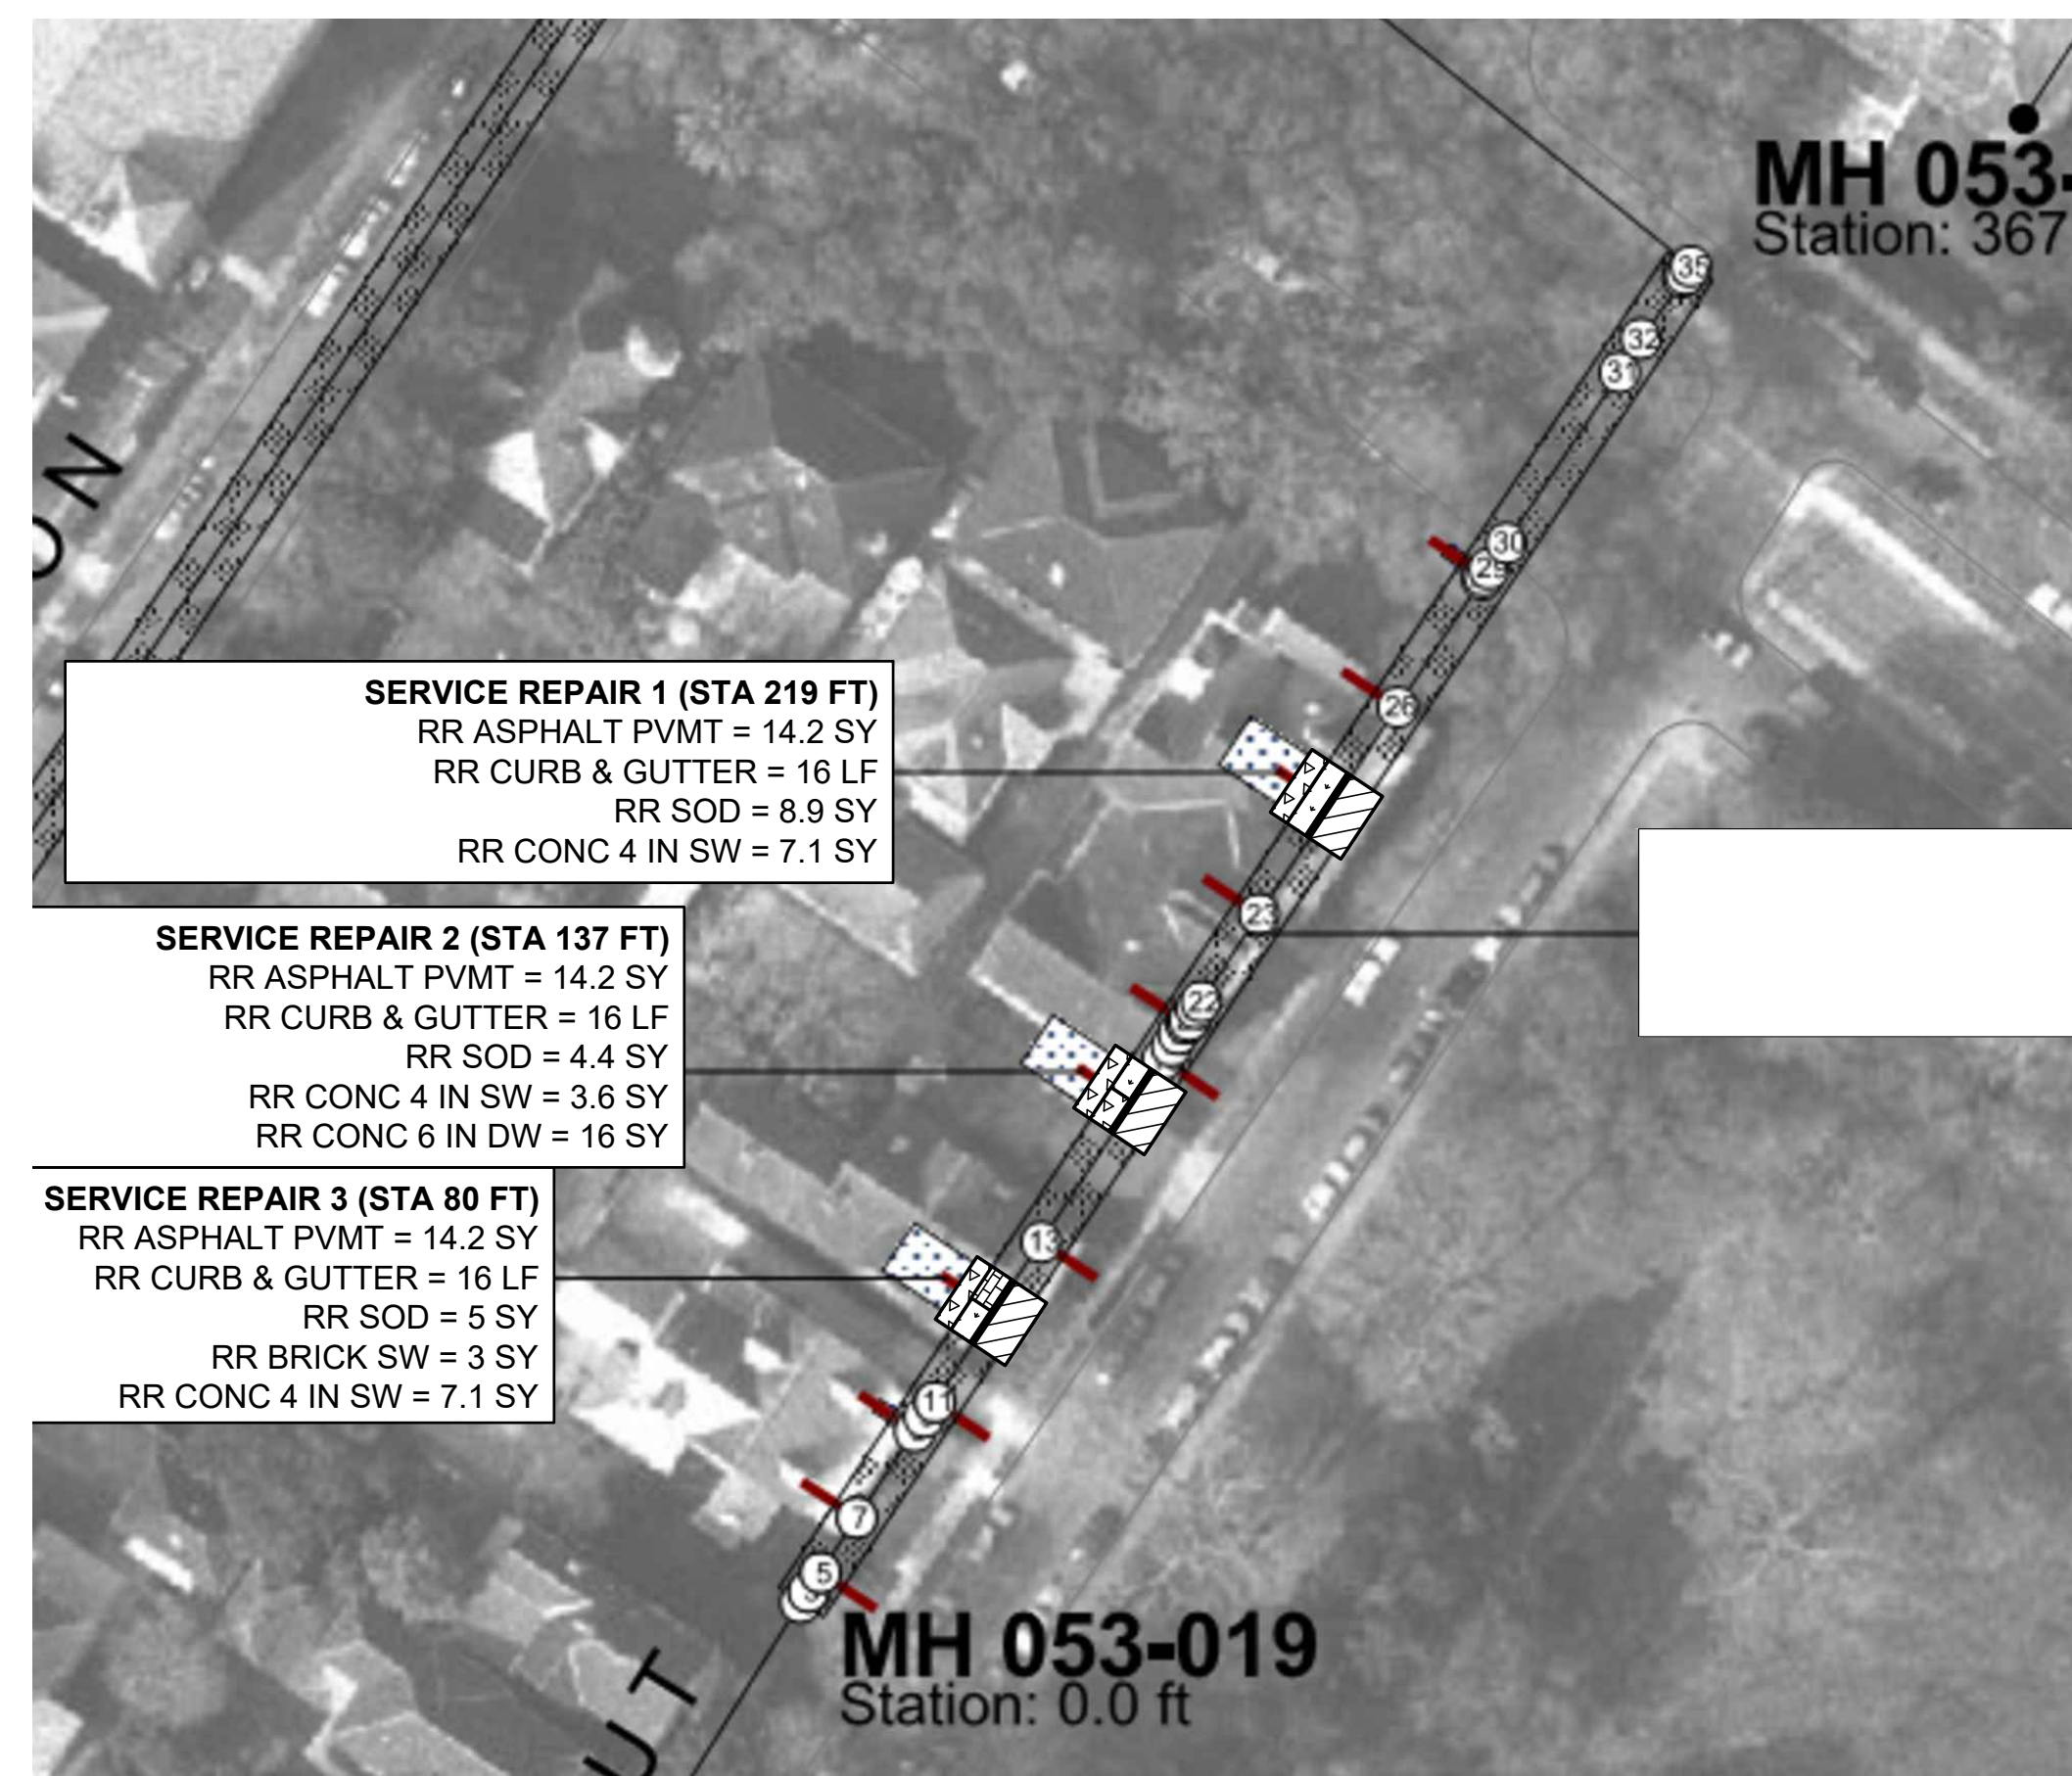 MH 053-
Station: 367
35
32
31
30
29
26
ON
SERVICE REPAIR 1 (STA 219 FT)
RR ASPHALT PVMT = 14.2 SY
RR CURB & GUTTER = 16 LF
RR SOD = 8.9 SY
RR CONC 4 IN SW = 7.1 SY
23
SERVICE REPAIR 2 (STA 137 FT)
RR ASPHALT PVMT = 14.2 SY
RR CURB & GUTTER = 16 LF
RR SOD = 4.4 SY
RR CONC 4 IN SW = 3.6 SY
RR CONC 6 IN DW = 16 SY
22
SERVICE REPAIR 3 (STA 80 FT)
RR ASPHALT PVMT = 14.2 SY
RR CURB & GUTTER = 16 LF
RR SOD = 5 SY
RR BRICK SW = 3 SY
RR CONC 4 IN SW = 7.1 SY
13
11
7
5
MH 053-019
Station: 0.0 ft
UT